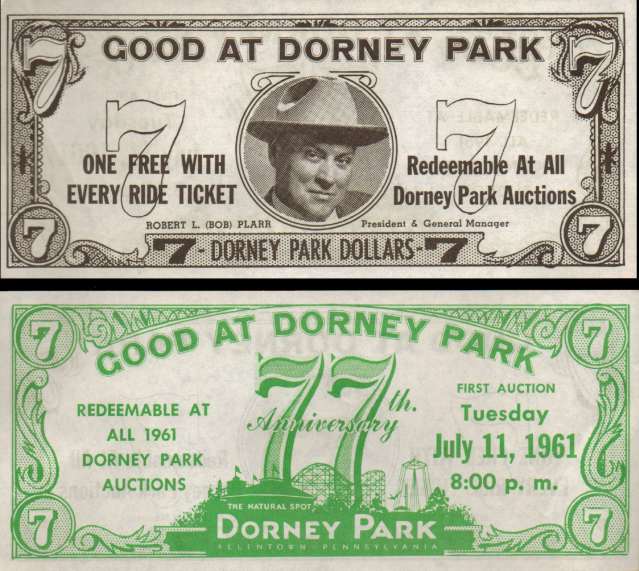 GOOD AT DORNEY PARK
7 7
7 7
ONE FREE WITH
EVERY RIDE TICKET
Redeemable At All
Dorney Park Auctions
ROBERT L. (BOB) PLARR President & General Manager
7 7
7 - DORNEY PARK DOLLARS - 7
7 7
GOOD AT DORNEY PARK
77th.
Anniversary
REDEEMABLE AT
ALL 1961
DORNEY PARK
AUCTIONS
FIRST AUCTION
Tuesday
July 11, 1961
8:00 p. m.
7 7
THE NATURAL SPOT
DORNEY PARK
ALLENTOWN - PENNSYLVANIA